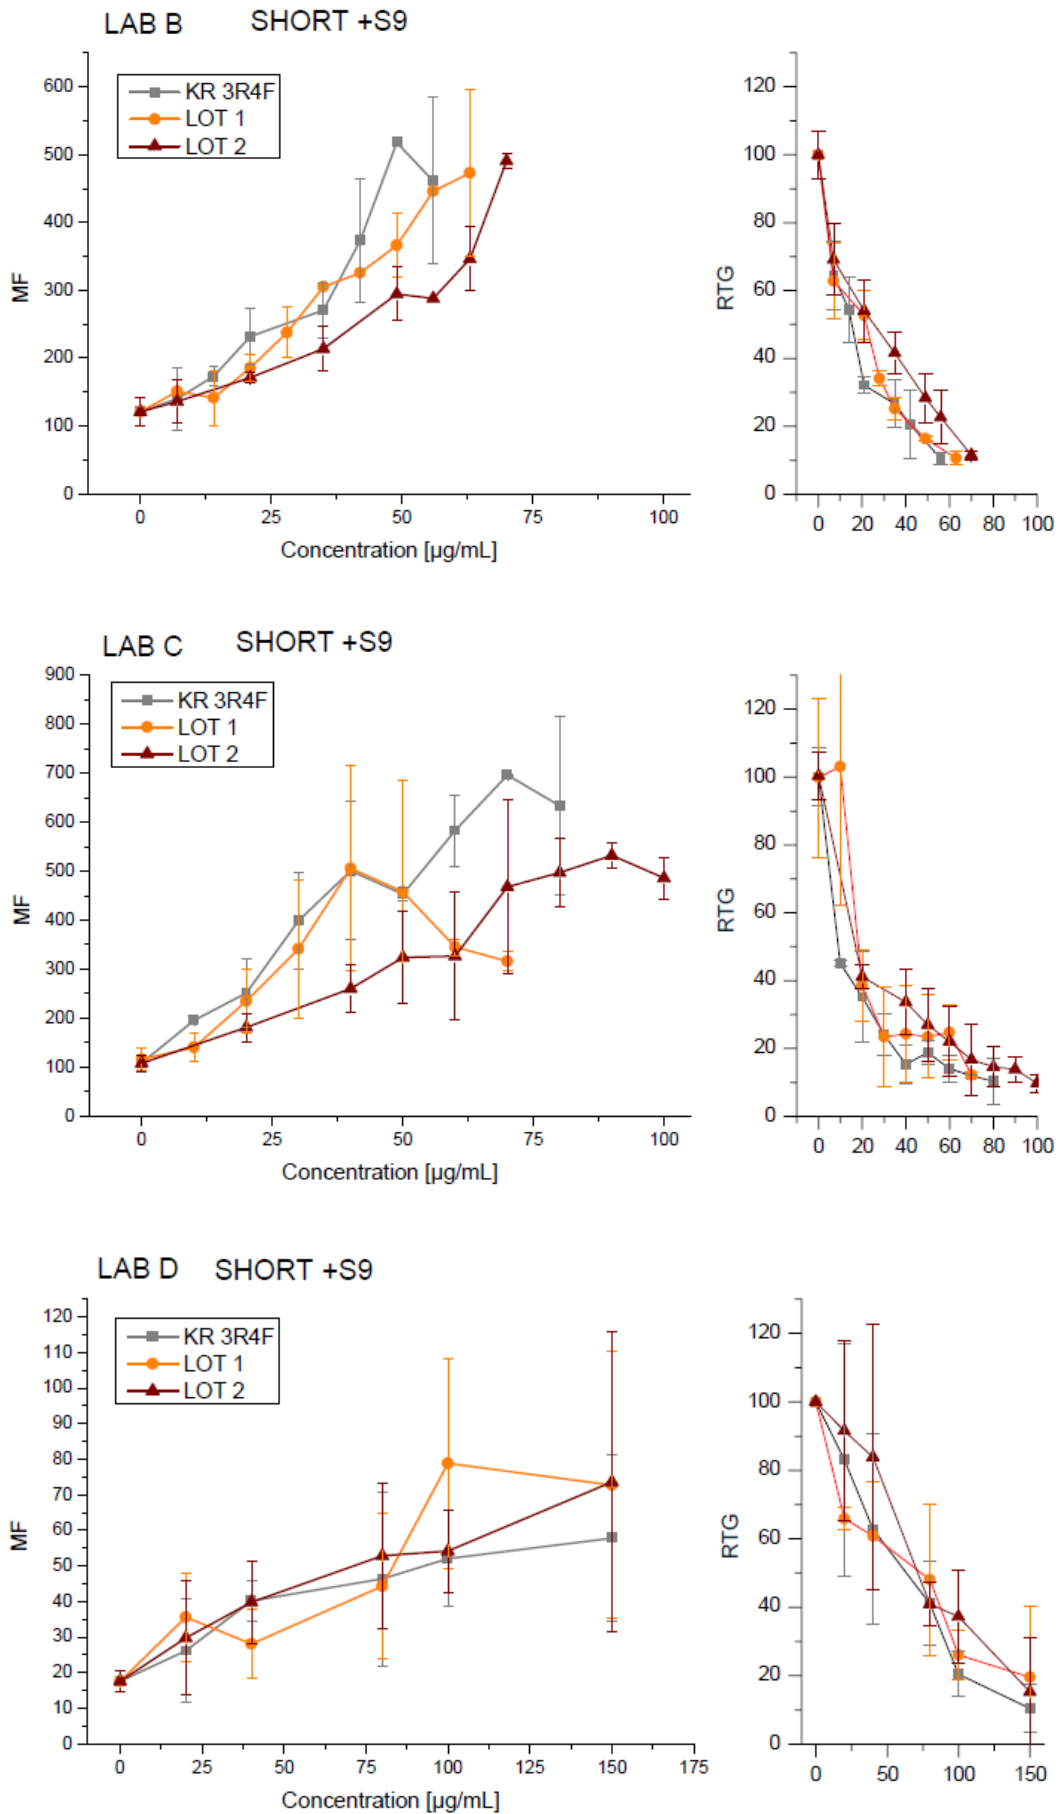 LAB B SHORT +S9
KR 3R4F
LOT 1
LOT 2
MF
600
500
400
300
200
100
0
0 25 50 75 100
Concentration [µg/mL]
RTG
120
100
80
60
40
20
0
0 20 40 60 80 100
LAB C SHORT +S9
KR 3R4F
LOT 1
LOT 2
MF
900
800
700
600
500
400
300
200
100
0
0 25 50 75 100
Concentration [µg/mL]
RTG
120
100
80
60
40
20
0
0 20 40 60 80 100
LAB D SHORT +S9
KR 3R4F
LOT 1
LOT 2
MF
120
110
100
90
80
70
60
50
40
30
20
10
0
0 25 50 75 100 125 150 175
Concentration [µg/mL]
RTG
120
100
80
60
40
20
0
0 50 100 150